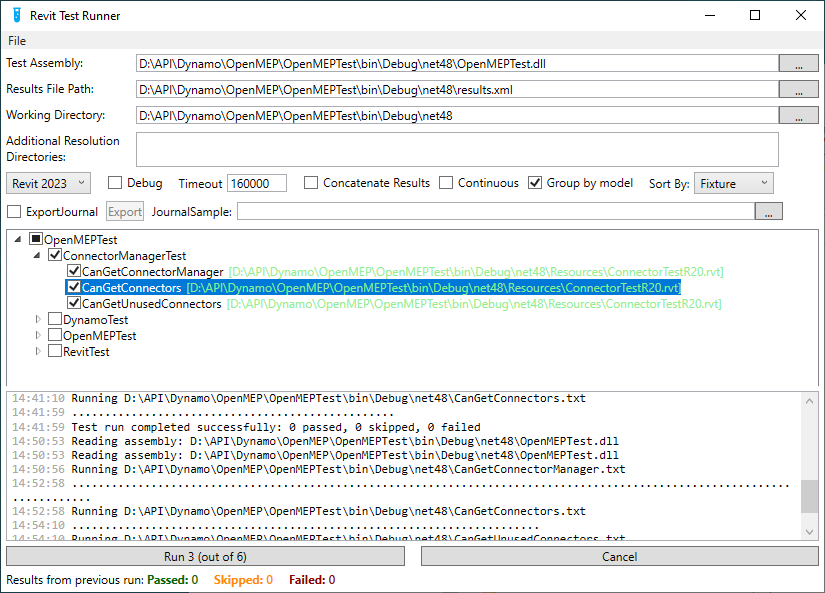 Revit Test Runner
File
Test Assembly: D:\API\Dynamo\OpenMEP\OpenMEPTest\bin\Debug\net48\OpenMEPTest.dll ...
Results File Path: D:\API\Dynamo\OpenMEP\OpenMEPTest\bin\Debug\net48\results.xml ...
Working Directory: D:\API\Dynamo\OpenMEP\OpenMEPTest\bin\Debug\net48 ...
Additional Resolution
Directories:
Revit 2023 Debug Timeout 160000 Concatenate Results Continuous Group by model Sort By: Fixture
ExportJournal Export JournalSample: ...
OpenMEPTest
ConnectorManagerTest
CanGetConnectorManager [D:\API\Dynamo\OpenMEP\OpenMEPTest\bin\Debug\net48\Resources\ConnectorTestR20.rvt]
CanGetConnectors [D:\API\Dynamo\OpenMEP\OpenMEPTest\bin\Debug\net48\Resources\ConnectorTestR20.rvt]
CanGetUnusedConnectors [D:\API\Dynamo\OpenMEP\OpenMEPTest\bin\Debug\net48\Resources\ConnectorTestR20.rvt]
DynamoTest
OpenMEPTest
RevitTest
14:41:10 Running D:\API\Dynamo\OpenMEP\OpenMEPTest\bin\Debug\net48\CanGetConnectors.txt
14:41:59 .................................................
14:41:59 Test run completed successfully: 0 passed, 0 skipped, 0 failed
14:50:53 Reading assembly: D:\API\Dynamo\OpenMEP\OpenMEPTest\bin\Debug\net48\OpenMEPTest.dll
14:50:53 Reading assembly: D:\API\Dynamo\OpenMEP\OpenMEPTest\bin\Debug\net48\OpenMEPTest.dll
14:50:56 Running D:\API\Dynamo\OpenMEP\OpenMEPTest\bin\Debug\net48\CanGetConnectorManager.txt
14:52:58 .............................................................................................................
............
14:52:58 Running D:\API\Dynamo\OpenMEP\OpenMEPTest\bin\Debug\net48\CanGetConnectors.txt
14:54:10 .......................................................................
14:54:10 Running D:\API\Dynamo\OpenMEP\OpenMEPTest\bin\Debug\net48\CanGetUnusedConnectors.txt
Run 3 (out of 6) Cancel
Results from previous run: Passed: 0 Skipped: 0 Failed: 0